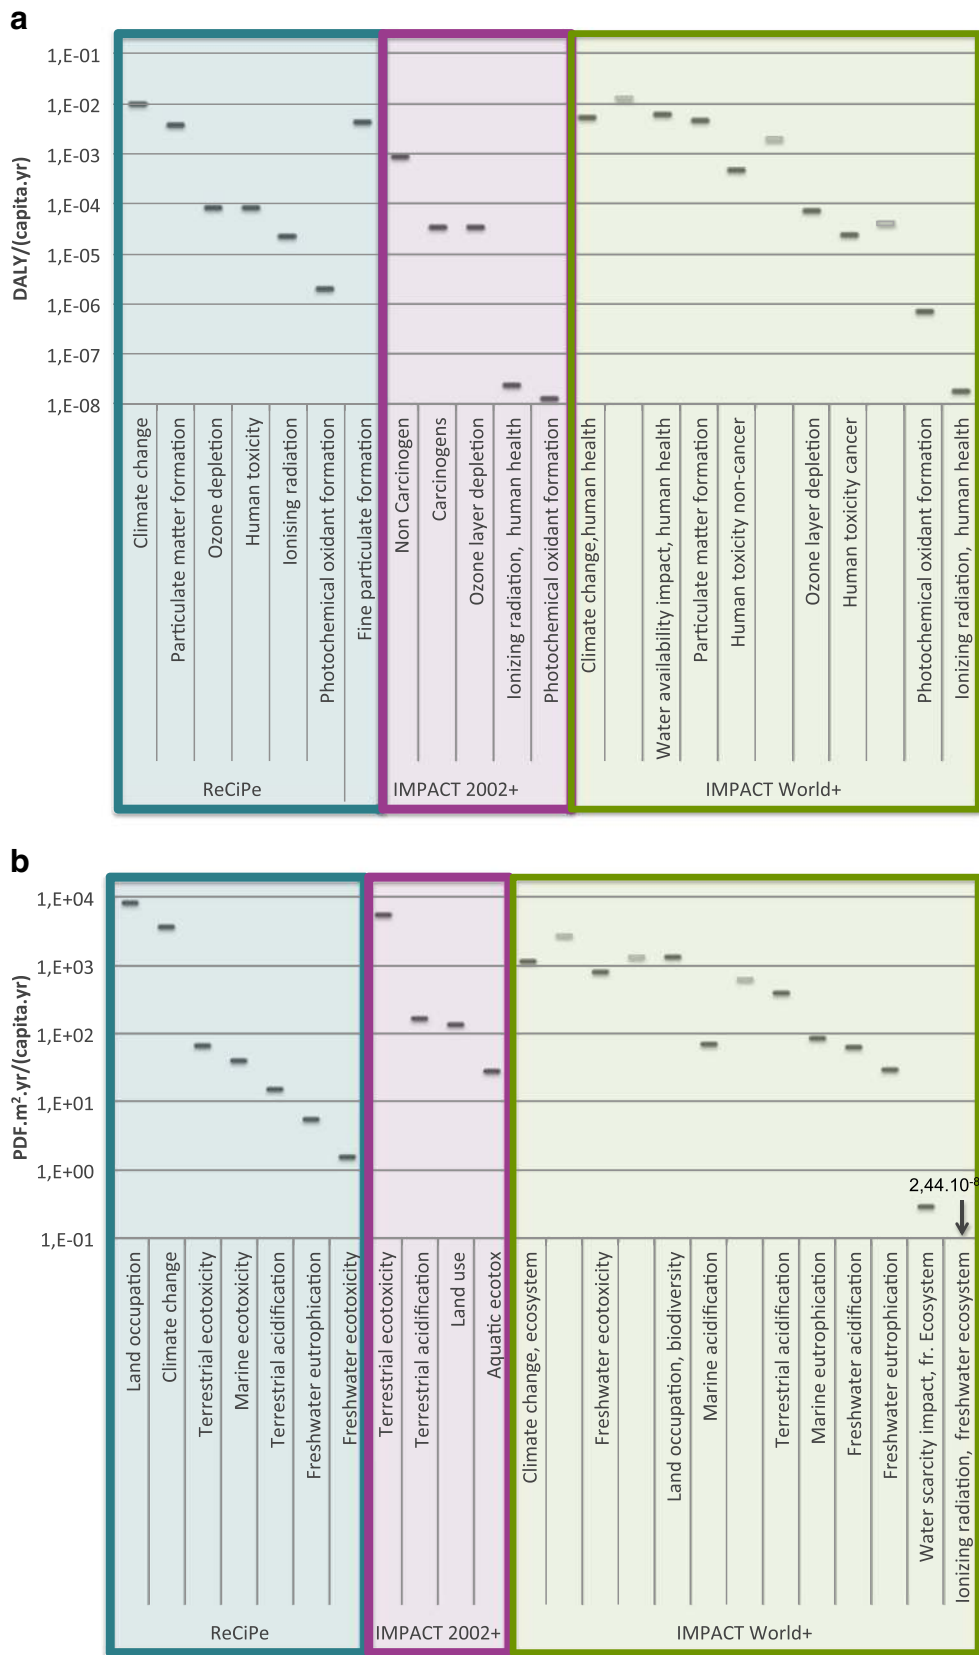 a
1,E-01
1,E-02
1,E-03
1,E-04
1,E-05
1,E-06
1,E-07
1,E-08
DALY/(capita.yr)
Climate change
Particulate matter formation
Ozone depletion
Human toxicity
Ionising radiation
Photochemical oxidant formation
Fine particulate formation
Non Carcinogen
Carcinogens
Ozone layer depletion
Ionizing radiation, human health
Photochemical oxidant formation
Climate change,human health
Water availability impact, human health
Particulate matter formation
Human toxicity non-cancer
Ozone layer depletion
Human toxicity cancer
Photochemical oxidant formation
Ionizing radiation, human health
ReCiPe
IMPACT 2002+
IMPACT World+
b
1,E+04
1,E+03
1,E+02
1,E+01
1,E+00
1,E-01
PDF.m².yr/(capita.yr)
2,44.10⁻⁸
Land occupation
Climate change
Terrestrial ecotoxicity
Marine ecotoxicity
Terrestrial acidification
Freshwater eutrophication
Freshwater ecotoxicity
Terrestrial ecotoxicity
Terrestrial acidification
Land use
Aquatic ecotox
Climate change, ecosystem
Freshwater ecotoxicity
Land occupation, biodiversity
Marine acidification
Terrestrial acidification
Marine eutrophication
Freshwater acidification
Freshwater eutrophication
Water scarcity impact, fr. Ecosystem
Ionizing radiation, freshwater ecosystem
ReCiPe
IMPACT 2002+
IMPACT World+